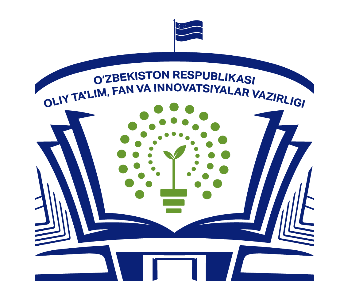 O‘ZBEKISTON RESPUBLIKASI
OLIY TA’LIM, FAN VA INNOVATSIYALAR VAZIRLIGI